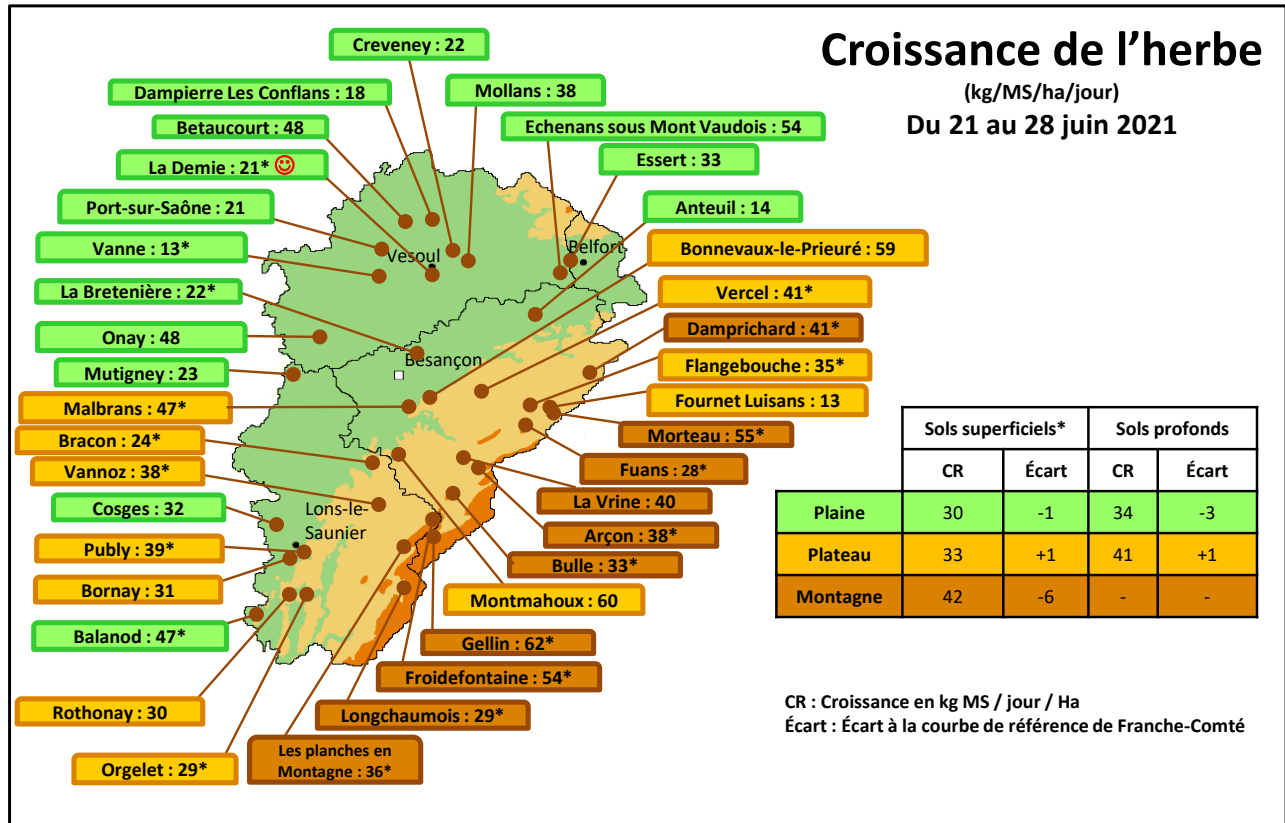 Croissance de l’herbe
(kg/MS/ha/jour)
Du 21 au 28 juin 2021
Creveney : 22
Dampierre Les Conflans : 18
Mollans : 38
Betaucourt : 48
Echenans sous Mont Vaudois : 54
La Demie : 21*
Essert : 33
Port-sur-Saône : 21
Anteuil : 14
Vanne : 13*
Bonnevaux-le-Prieuré : 59
La Bretenière : 22*
Vercel : 41*
Onay : 48
Damprichard : 41*
Mutigney : 23
Flangebouche : 35*
Malbrans : 47*
Fournet Luisans : 13
Bracon : 24*
Morteau : 55*
Vannoz : 38*
Fuans : 28*
Cosges : 32
La Vrine : 40
Publy : 39*
Arçon : 38*
Bornay : 31
Bulle : 33*
Balanod : 47*
Montmahoux : 60
Gellin : 62*
Froidefontaine : 54*
Rothonay : 30
Longchaumois : 29*
Orgelet : 29*
Les planches en
Montagne : 36*
Vesoul
Belfort
Besançon
Lons-le-
Saunier
Sols superficiels* Sols profonds
CR Écart CR Écart
Plaine 30 -1 34 -3
Plateau 33 +1 41 +1
Montagne 42 -6 - -
CR : Croissance en kg MS / jour / Ha
Écart : Écart à la courbe de référence de Franche-Comté